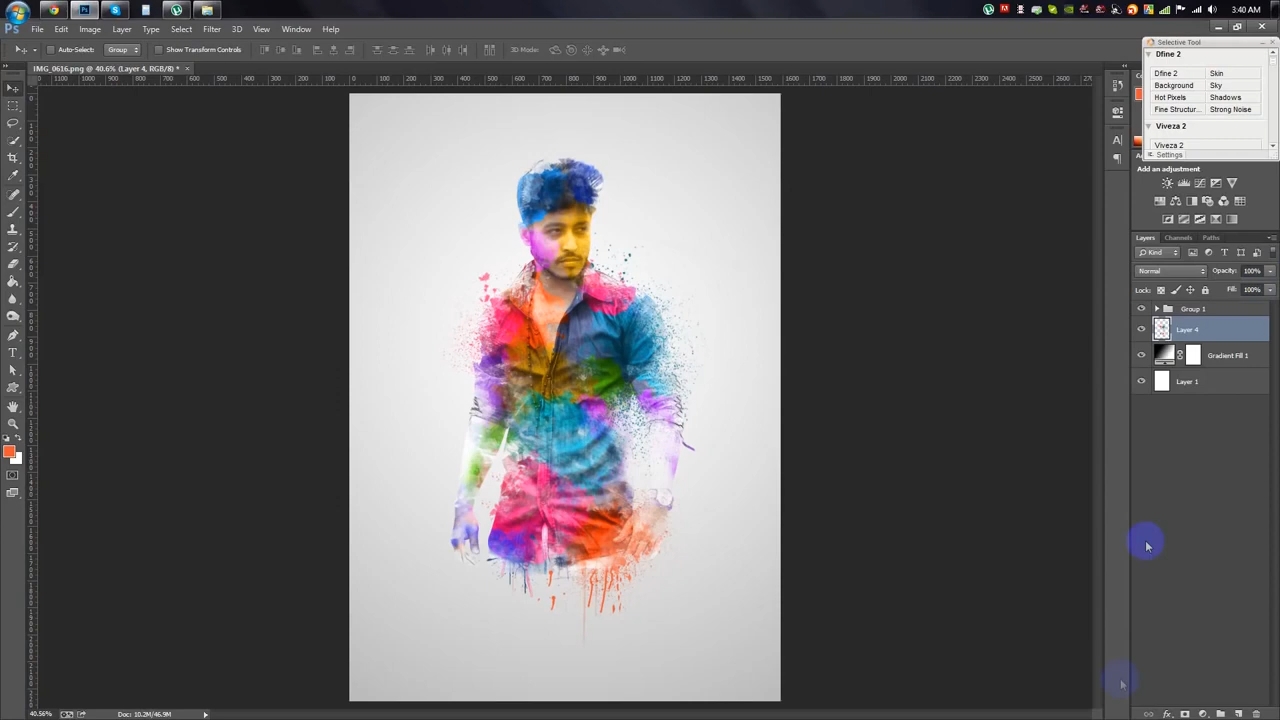 3:40 AM
Ps File Edit Image Layer Type Select Filter 3D View Window Help
Auto-Select: Group Show Transform Controls 3D Mode:
IMG_0616.png @ 40.6% (Layer 4, RGB/8) * ×
Selective Tool
Dfine 2
Dfine 2 Skin
Background Sky
Hot Pixels Shadows
Fine Structur... Strong Noise
Viveza 2
Viveza 2
Settings
Add an adjustment
Layers Channels Paths
Kind
Normal Opacity: 100%
Lock: Fill: 100%
Group 1
Layer 4
Gradient Fill 1
Layer 1
40.56% Doc: 10.2M/46.9M